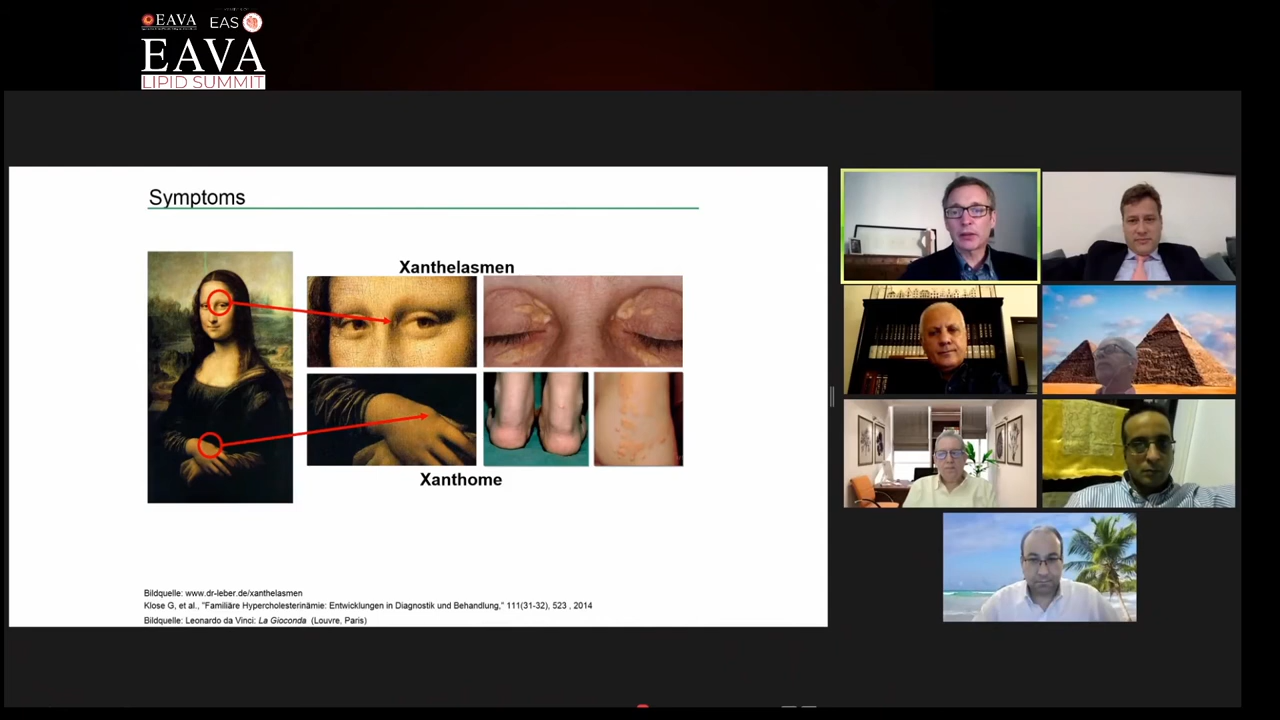 EAVA
EAS
EAVA
LIPID SUMMIT
Symptoms
Xanthelasmen
Xanthome
Bildquelle: www.dr-leber.de/xanthelasmen
Klose G, et al., "Familiäre Hypercholesterinämie: Entwicklungen in Diagnostik und Behandlung," 111(31-32), 523 , 2014
Bildquelle: Leonardo da Vinci: La Gioconda (Louvre, Paris)